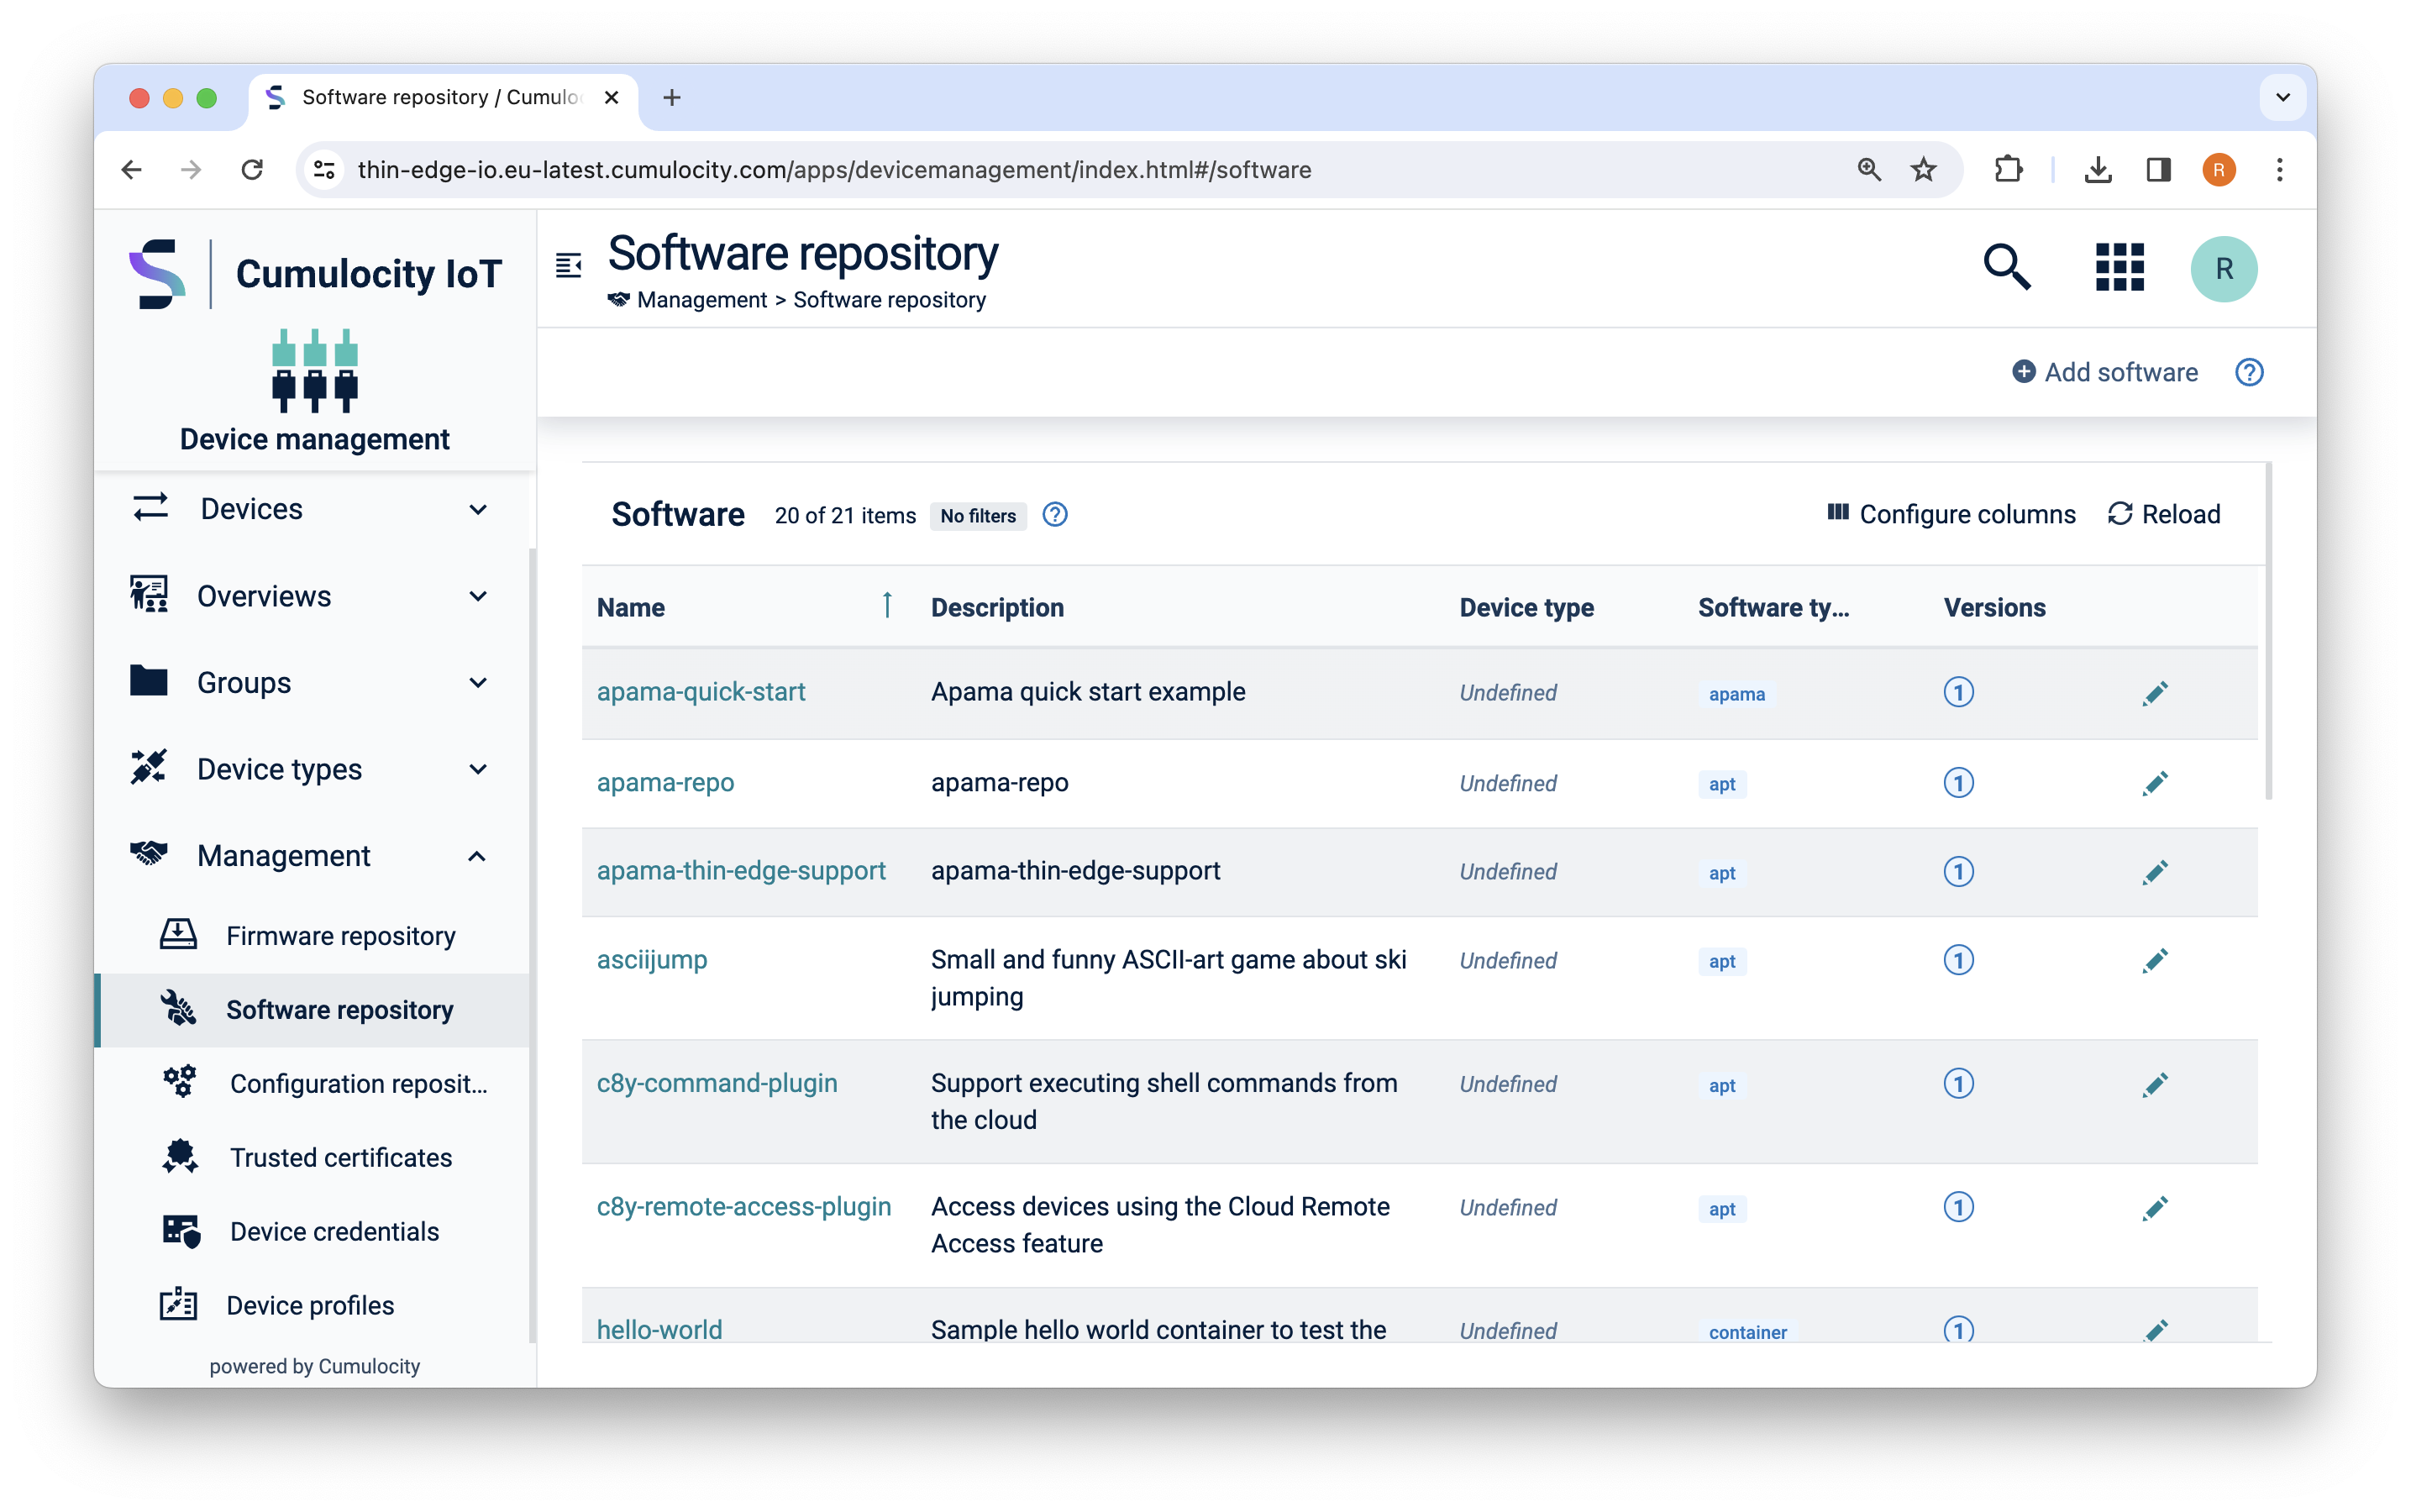 Software repository / Cumulo
thin-edge-io.eu-latest.cumulocity.com/apps/devicemanagement/index.html#/software
R
Cumulocity IoT
Device management
Devices
Overviews
Groups
Device types
Management
Firmware repository
Software repository
Configuration reposit...
Trusted certificates
Device credentials
Device profiles
powered by Cumulocity
Software repository
Management > Software repository
R
Add software
Software 20 of 21 items No filters
Configure columns Reload
Name Description Device type Software ty... Versions
apama-quick-start Apama quick start example Undefined apama 1
apama-repo apama-repo Undefined apt 1
apama-thin-edge-support apama-thin-edge-support Undefined apt 1
asciijump Small and funny ASCII-art game about ski Undefined apt 1
jumping
c8y-command-plugin Support executing shell commands from Undefined apt 1
the cloud
c8y-remote-access-plugin Access devices using the Cloud Remote Undefined apt 1
Access feature
hello-world Sample hello world container to test the Undefined container 1